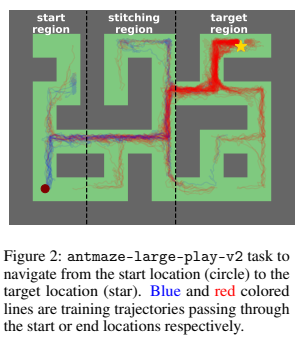 start region
stitching region
target region
Figure 2: antmaze-large-play-v2 task to
navigate from the start location (circle) to the
target location (star). Blue and red colored
lines are training trajectories passing through
the start or end locations respectively.